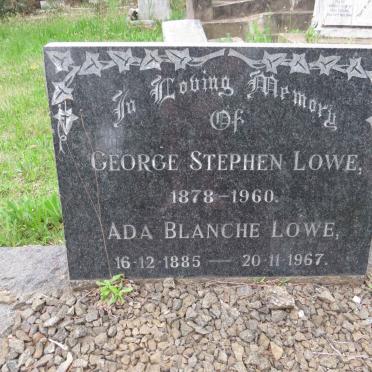 In Loving Memory
Of
GEORGE STEPHEN LOWE,
1878-1960.
ADA BLANCHE LOWE,
16·12·1885 — 20·11·1967.